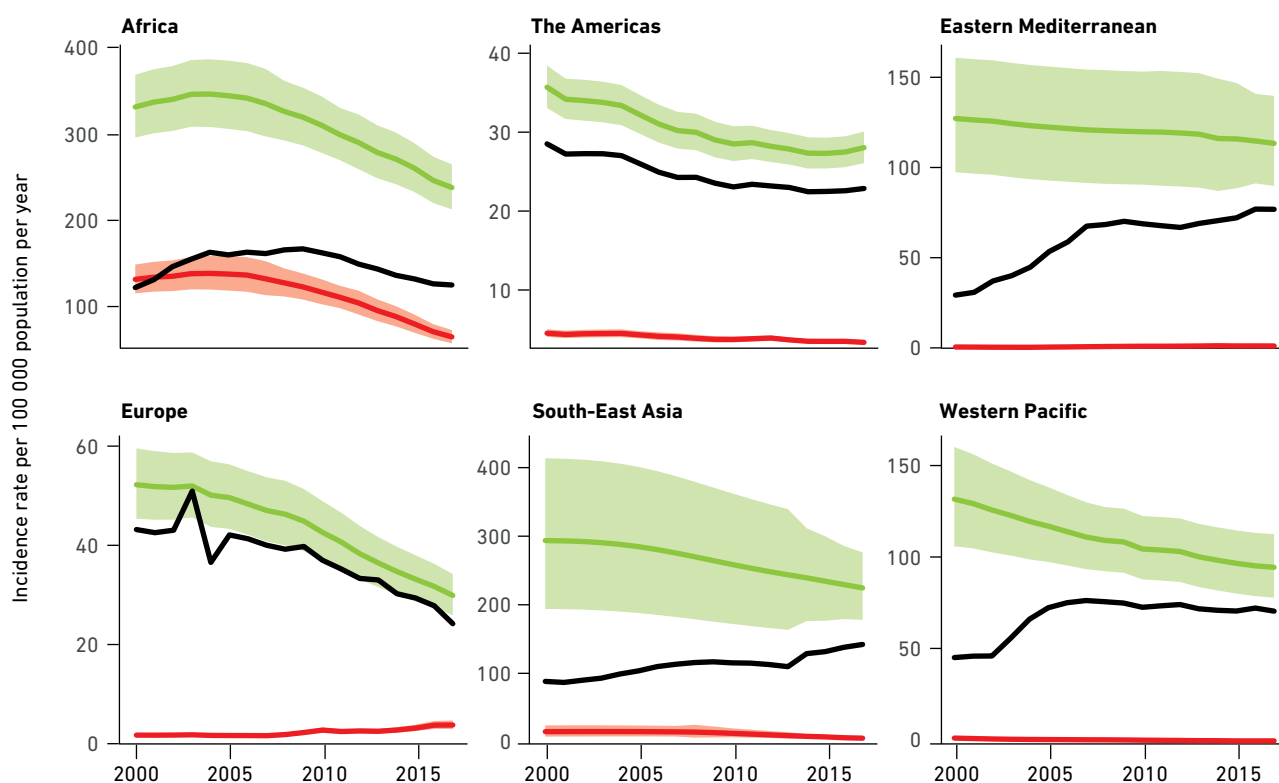 Incidence rate per 100 000 population per year
Africa
400
300
200
100
The Americas
40
30
20
10
Eastern Mediterranean
150
100
50
0
Europe
60
40
20
0
2000 2005 2010 2015
South-East Asia
400
300
200
100
0
2000 2005 2010 2015
Western Pacific
150
100
50
0
2000 2005 2010 2015